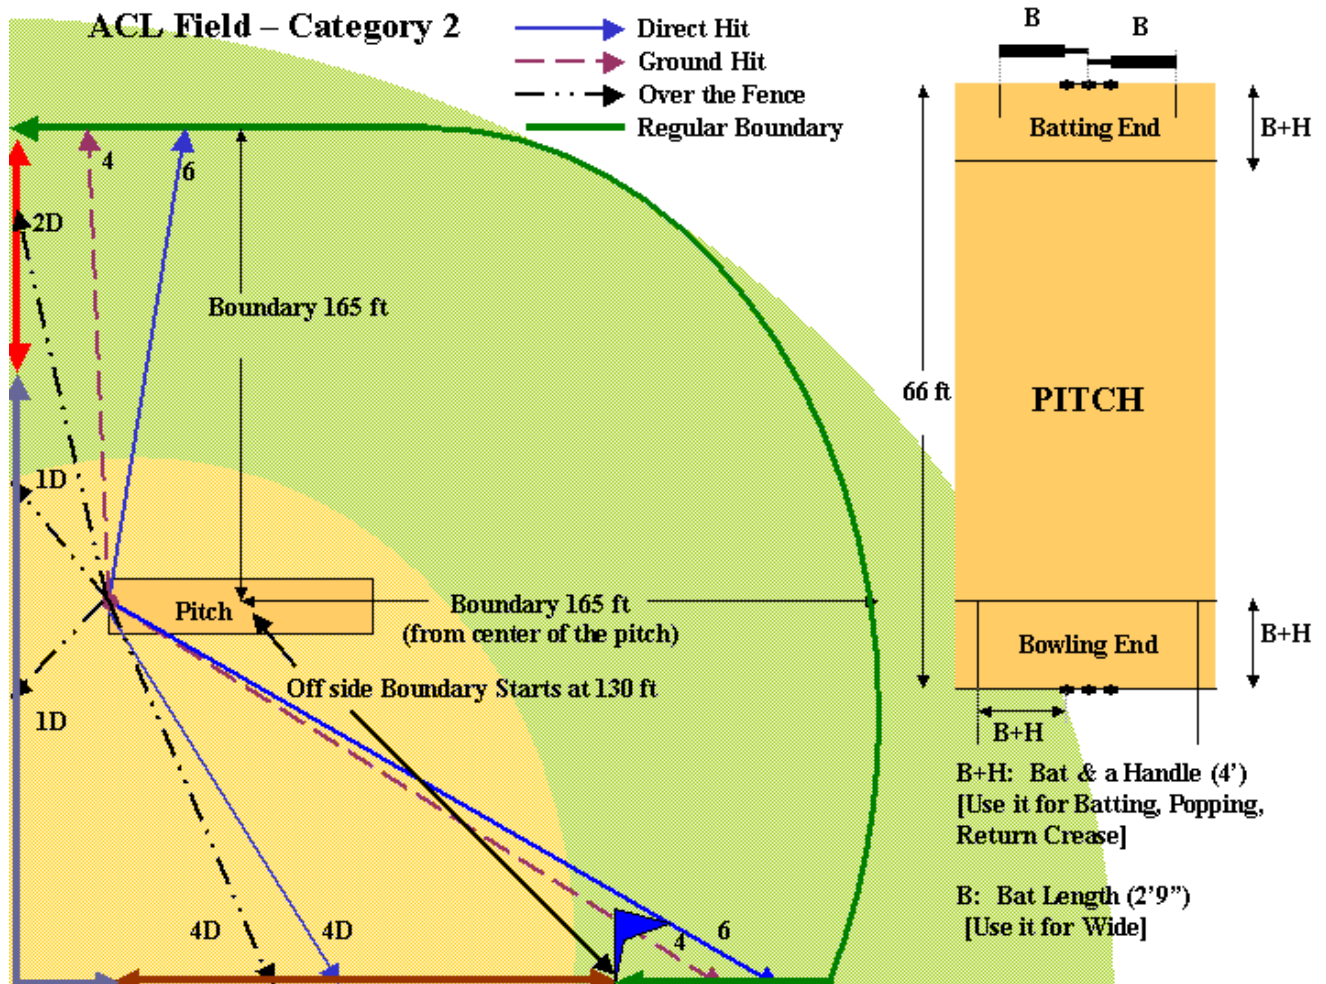 ACL Field – Category 2
Direct Hit
Ground Hit
Over the Fence
Regular Boundary
4
6
2D
Boundary 165 ft
1D
Pitch
Boundary 165 ft
(from center of the pitch)
Off side Boundary Starts at 130 ft
1D
4D
4D
4
6
B
B
Batting End
B+H
66 ft
PITCH
Bowling End
B+H
B+H
B+H: Bat & a Handle (4’)
[Use it for Batting, Popping,
Return Crease]
B: Bat Length (2’9”)
[Use it for Wide]